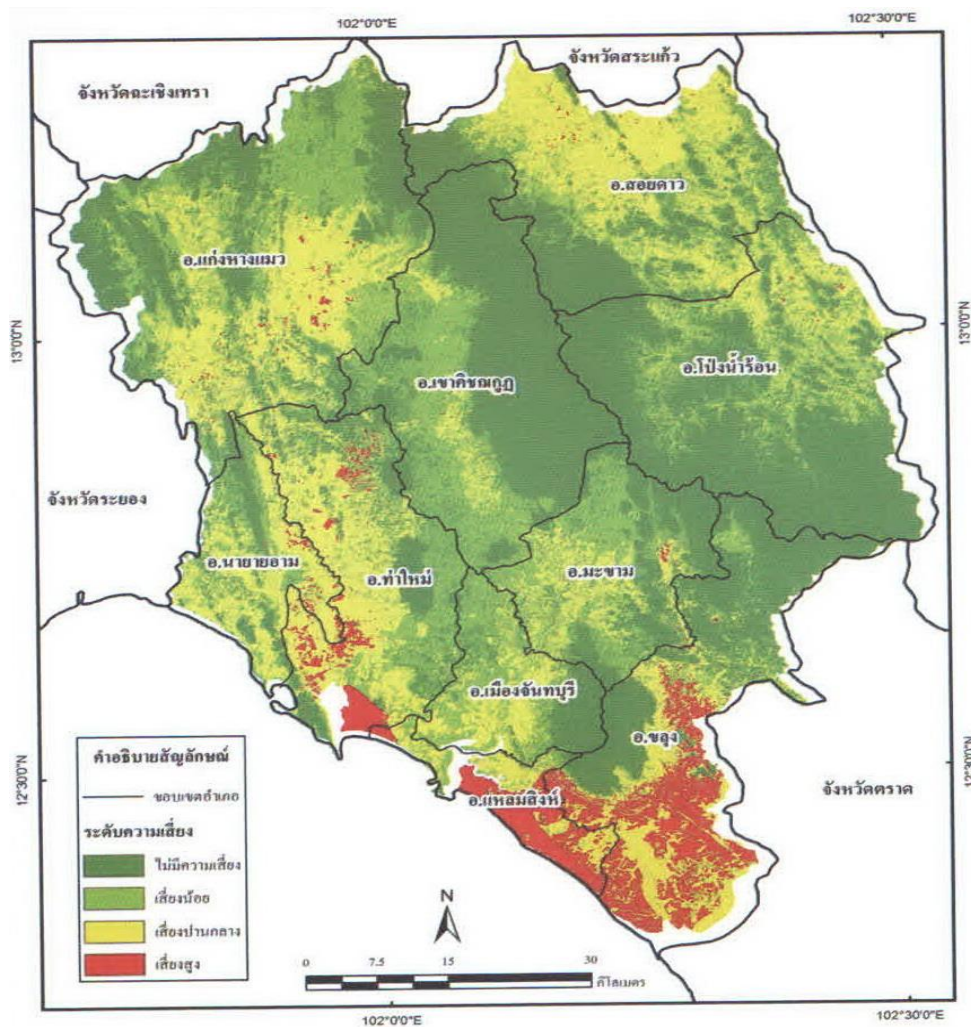 102°0'0"E
102°30'0"E
จังหวัดสระแก้ว
จังหวัดฉะเชิงเทรา
อ.สอยดาว
อ.แก่งหางแมว
13°0'0"N
13°0'0"N
อ.โป่งน้ำร้อน
อ.เขาคิชฌกูฏ
จังหวัดระยอง
อ.นายายอาม
อ.ท่าใหม่
อ.มะขาม
อ.เมืองจันทบุรี
อ.ขลุง
12°30'0"N
12°30'0"N
จังหวัดตราด
อ.แหลมสิงห์
คำอธิบายสัญลักษณ์
ขอบเขตอำเภอ
ระดับความเสี่ยง
ไม่มีความเสี่ยง
เสี่ยงน้อย
เสี่ยงปานกลาง
เสี่ยงสูง
N
0 7.5 15 30
กิโลเมตร
102°0'0"E
102°30'0"E